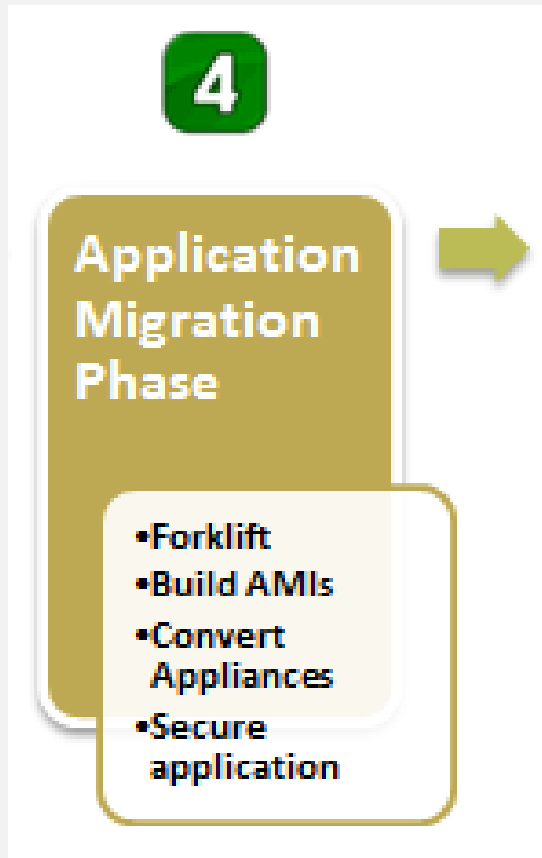 4
Application
Migration
Phase
•Forklift
•Build AMIs
•Convert
Appliances
•Secure
application